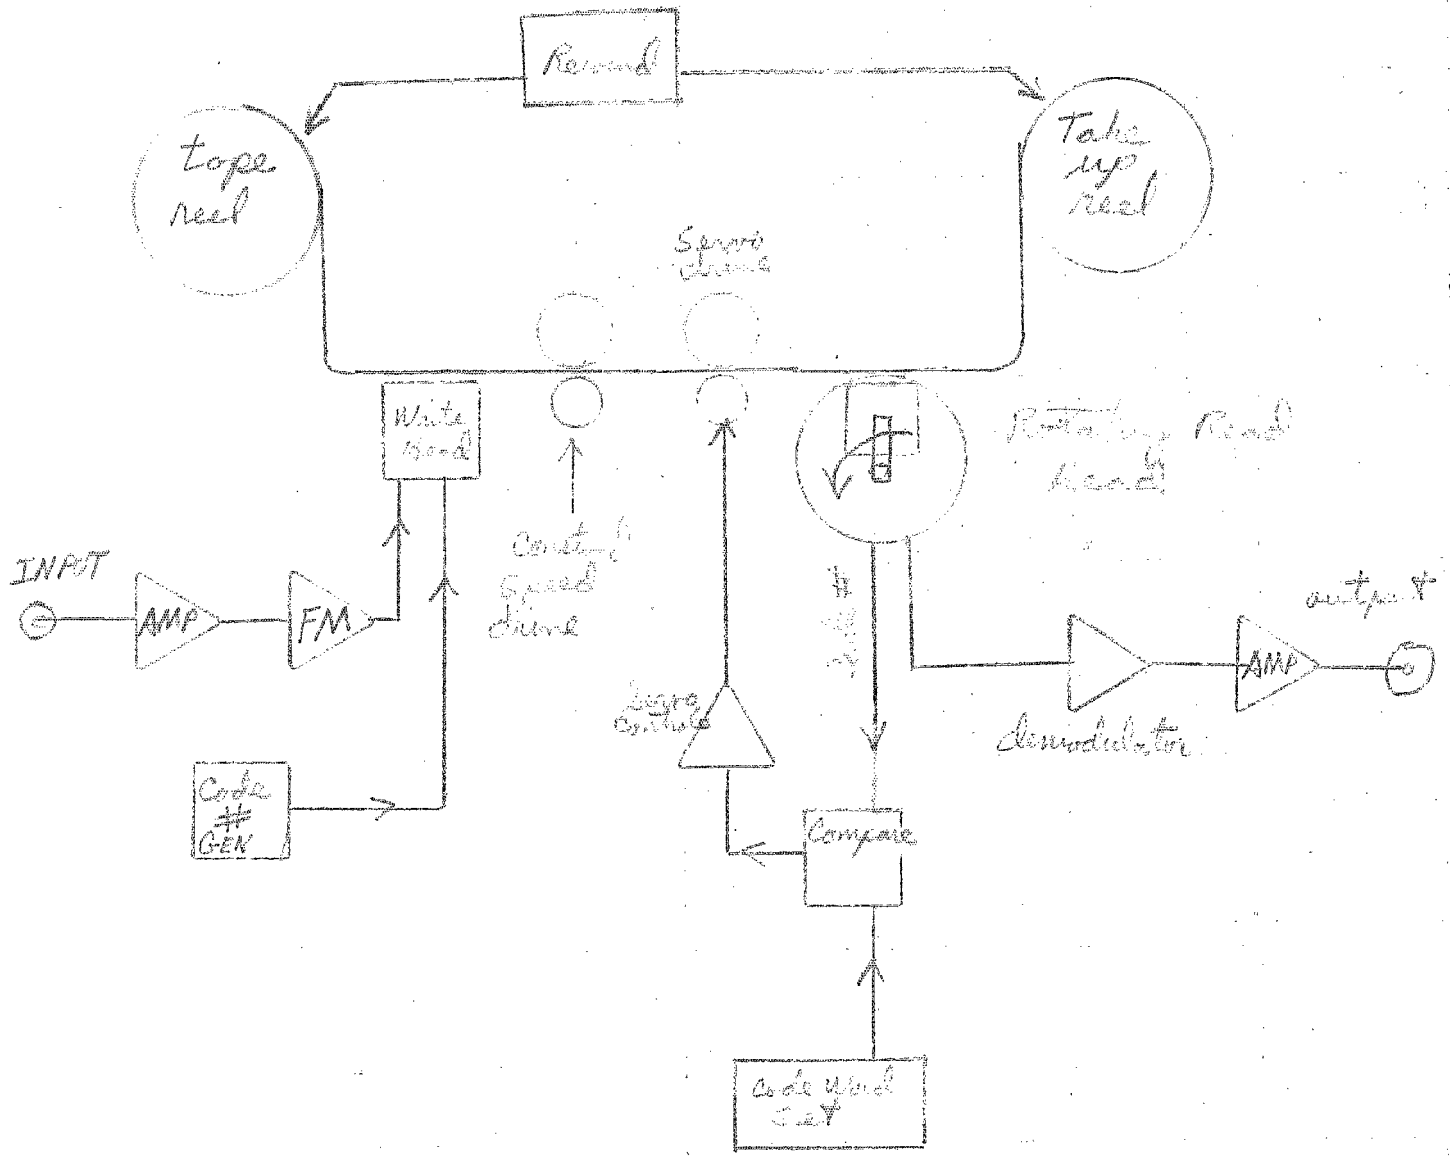 Rewind
tape
reel
Take
up
reel
Servo
drive
Write
Head
Rotating Read
Head
Constant
Speed
drive
INPUT
AMP
FM
#
output
AMP
demodulator
Servo
Control
Code
#
GEN
Compare
Code Word
Set